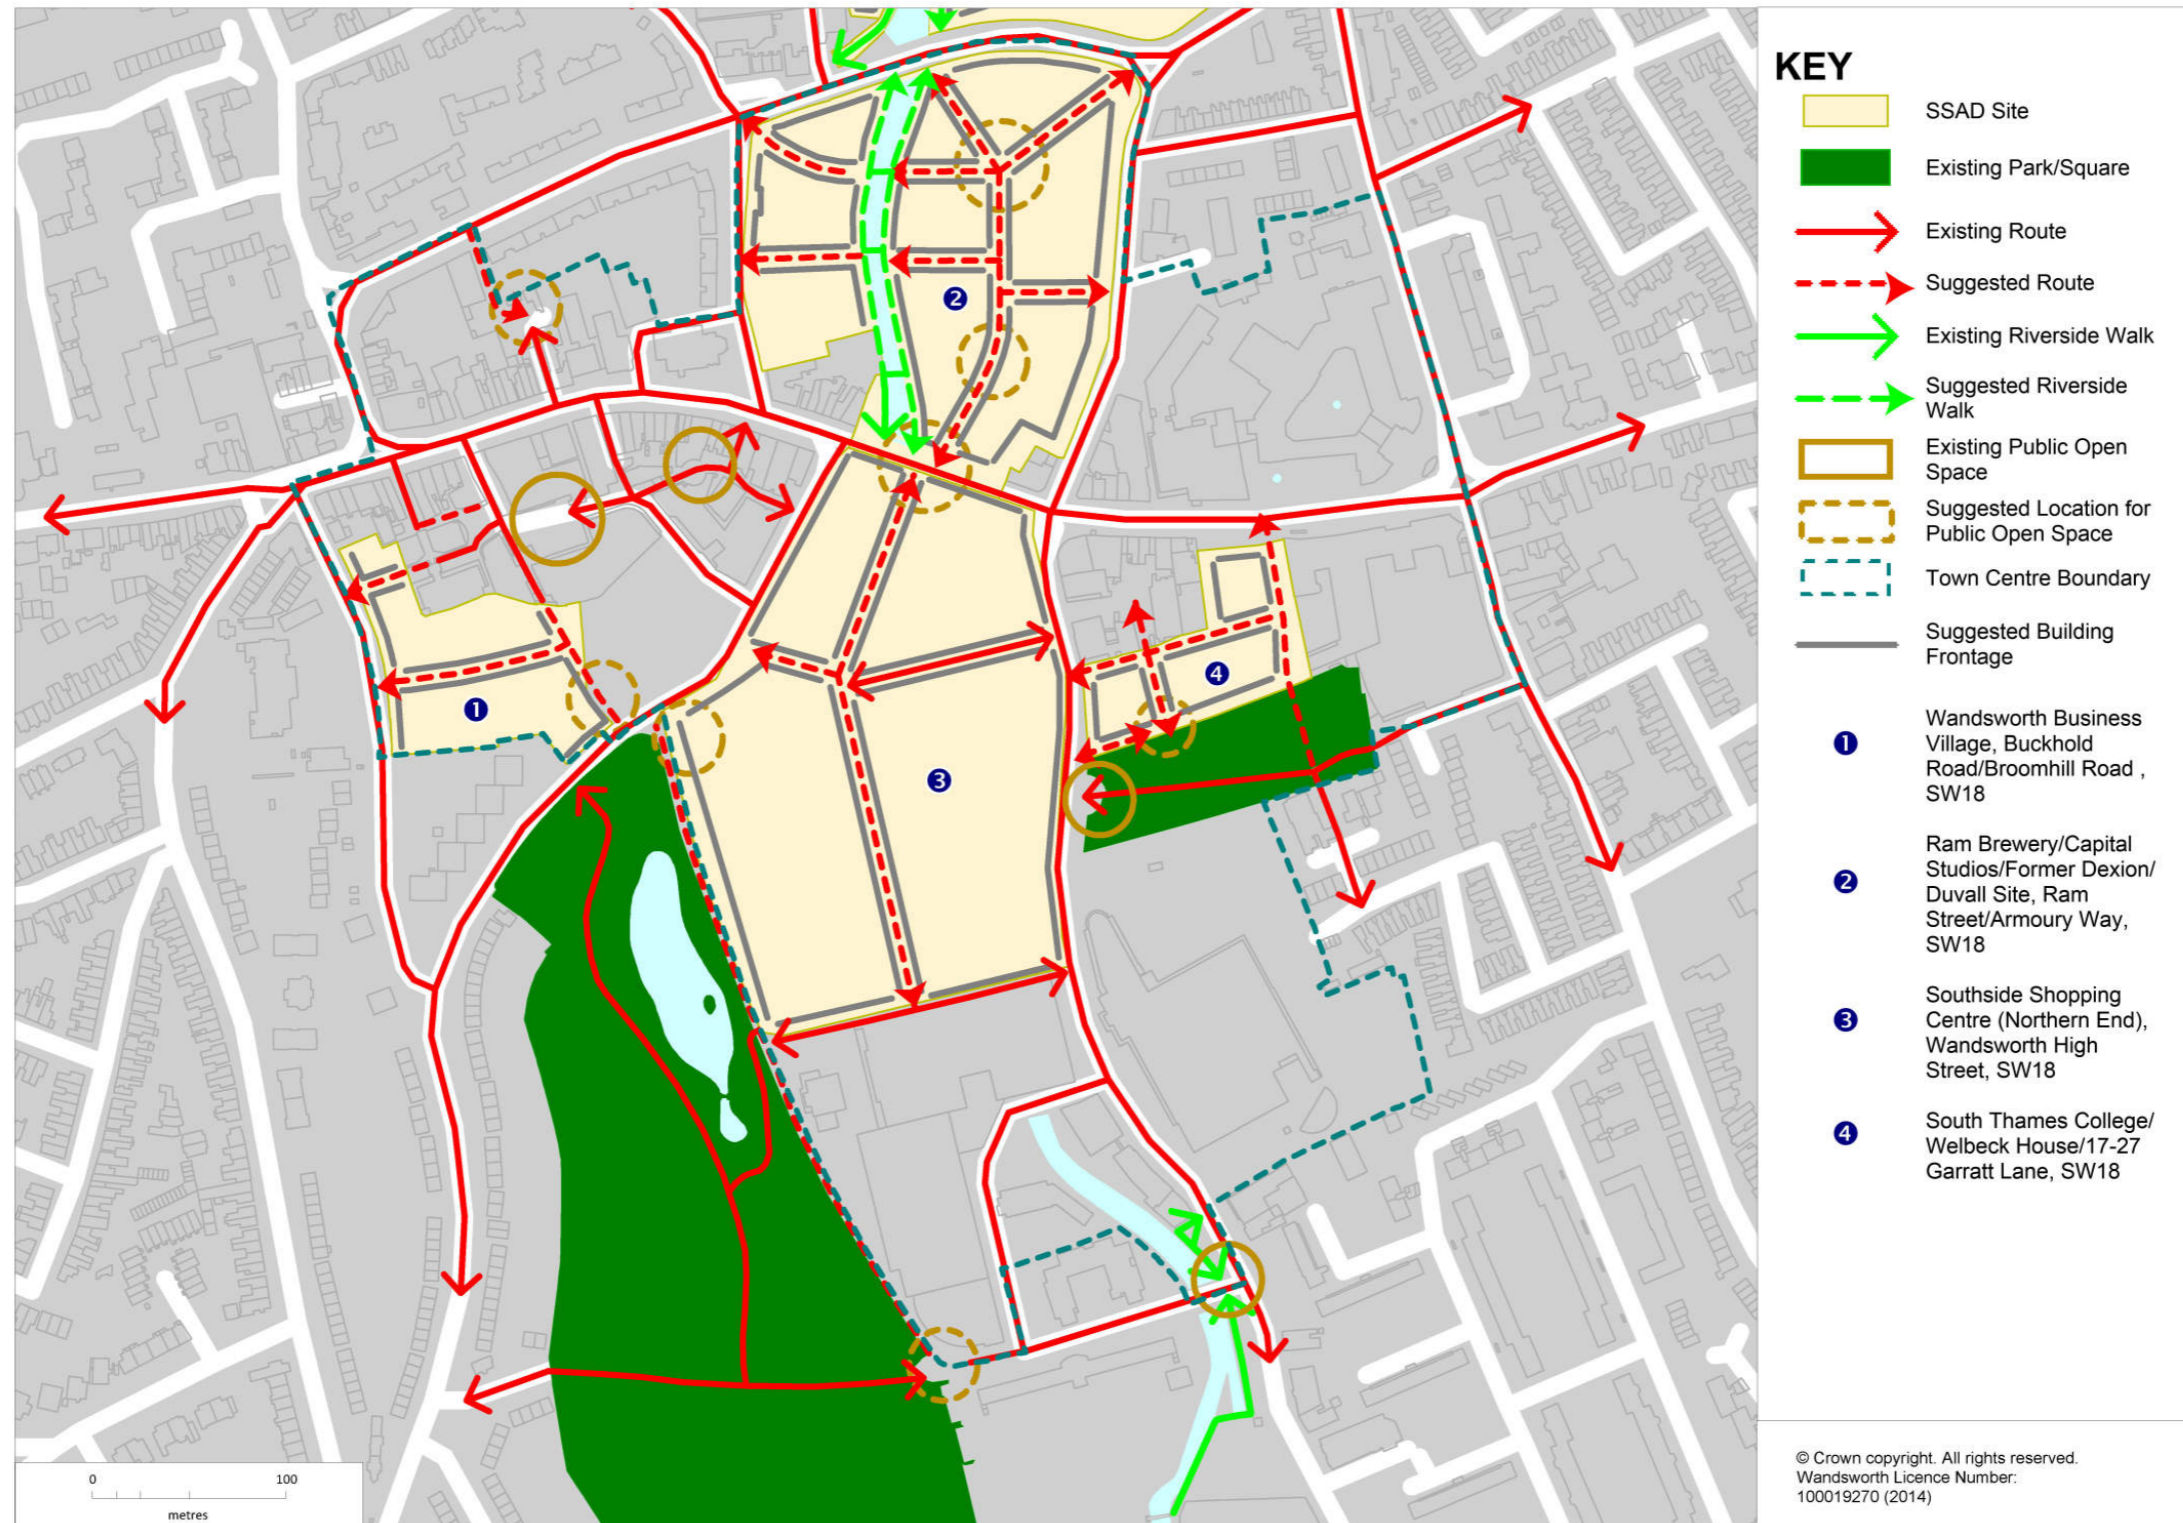 KEY
SSAD Site
Existing Park/Square
Existing Route
Suggested Route
Existing Riverside Walk
Suggested Riverside
Walk
Existing Public Open
Space
Suggested Location for
Public Open Space
Town Centre Boundary
Suggested Building
Frontage
1
Wandsworth Business
Village, Buckhold
Road/Broomhill Road ,
SW18
2
Ram Brewery/Capital
Studios/Former Dexion/
Duvall Site, Ram
Street/Armoury Way,
SW18
3
Southside Shopping
Centre (Northern End),
Wandsworth High
Street, SW18
4
South Thames College/
Welbeck House/17-27
Garratt Lane, SW18
© Crown copyright. All rights reserved.
Wandsworth Licence Number:
100019270 (2014)
2
4
1
3
0 100
metres